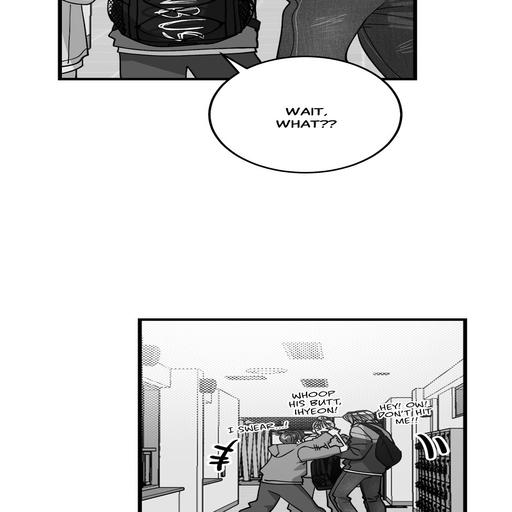 WAIT,
WHAT??
WHOOP
HIS BUTT,
IHYEON!
HEY! OW!
DON'T HIT
ME!!
I SWEAR...!